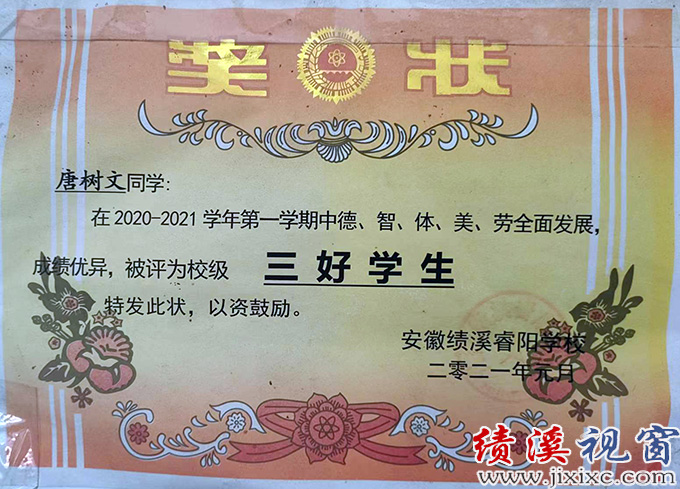 奖 状
唐树文同学:
在2020-2021学年第一学期中德、智、体、美、劳全面发展，
成绩优异，被评为校级 三好学生
特发此状，以资鼓励。
安徽绩溪睿阳学校
二零二一年元月
绩溪视窗
www.jixixc.com